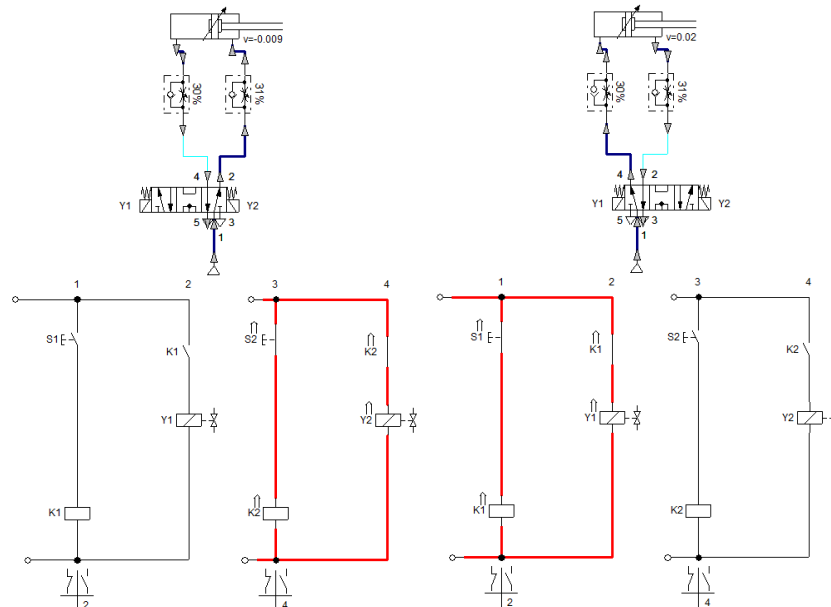 v=-0.009
v=0.02
30%
31%
30%
31%
4 2
4 2
Y1 Y2
Y1 Y2
5 3
5 3
1
1
1 2 3 4
1 2 3 4
S1 K1 S2 K2
S1 K1 S2 K2
Y1 Y2
Y1 Y2
K1 K2
K1 K2
2 4
2 4